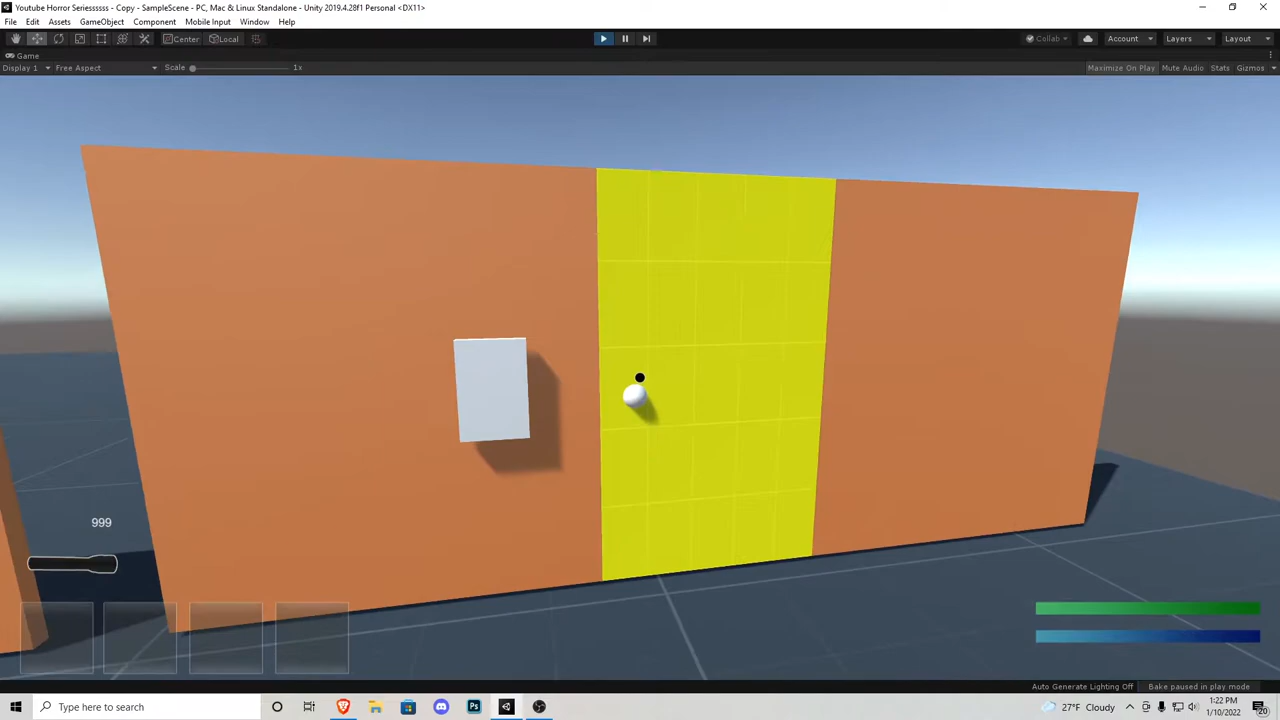 Youtube Horror Seriessssss - Copy - SampleScene - PC, Mac & Linux Standalone - Unity 2019.4.28f1 Personal <DX11>
File Edit Assets GameObject Component Mobile Input Window Help
Center Local Collab Account Layers Layout
Game
Display 1 Free Aspect Scale 1x Maximize On Play Mute Audio Stats Gizmos
999
Auto Generate Lighting Off Bake paused in play mode
Type here to search
Ps
27°F Cloudy
1:22 PM
1/10/2022
20